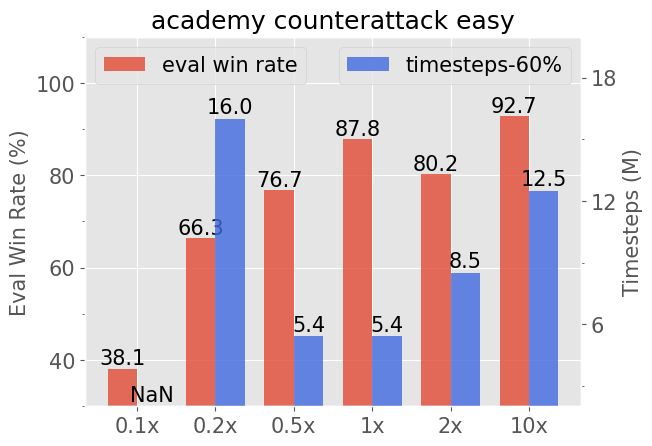 academy counterattack easy
eval win rate
timesteps-60%
Eval Win Rate (%)
100
80
60
40
Timesteps (M)
18
12
6
38.1
NaN
66.3
16.0
76.7
5.4
87.8
5.4
80.2
8.5
92.7
12.5
0.1x
0.2x
0.5x
1x
2x
10x